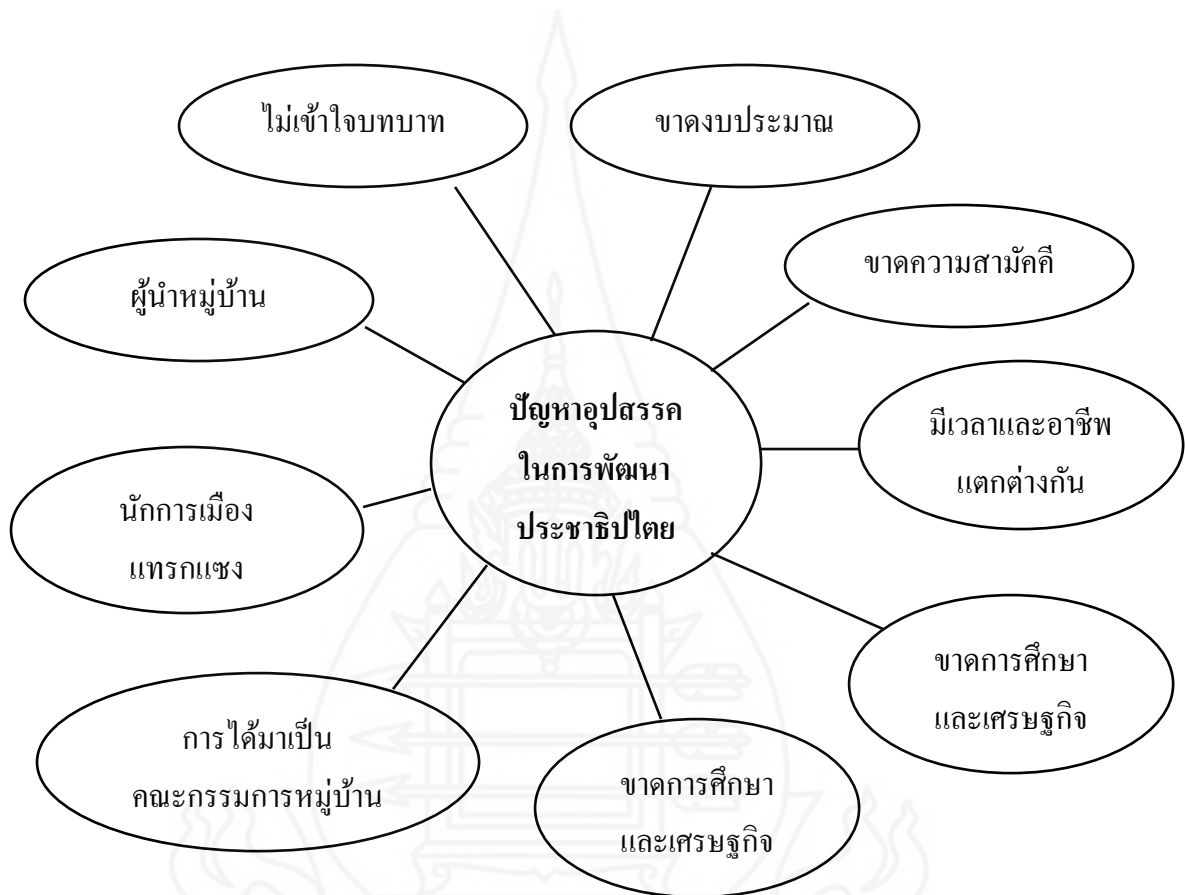 ไม่เข้าใจบทบาท
ขาดงบประมาณ
ขาดความสามัคคี
ผู้นำหมู่บ้าน
ปัญหาอุปสรรค
ในการพัฒนา
ประชาธิปไตย
มีเวลาและอาชีพ
แตกต่างกัน
นักการเมือง
แทรกแซง
ขาดการศึกษา
และเศรษฐกิจ
การได้มาเป็น
คณะกรรมการหมู่บ้าน
ขาดการศึกษา
และเศรษฐกิจ